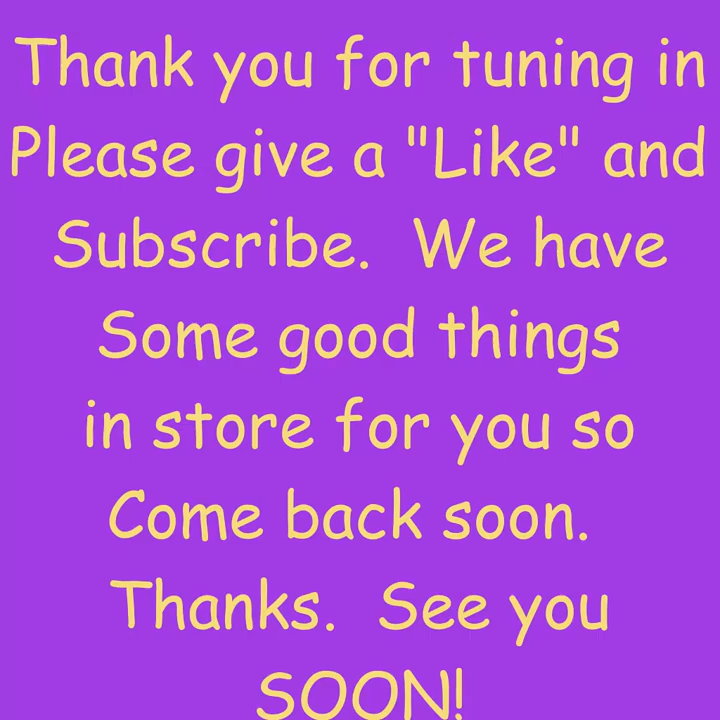 Thank you for tuning in
Please give a "Like" and
Subscribe.  We have
Some good things
in store for you so
Come back soon.
Thanks.  See you
SOON!